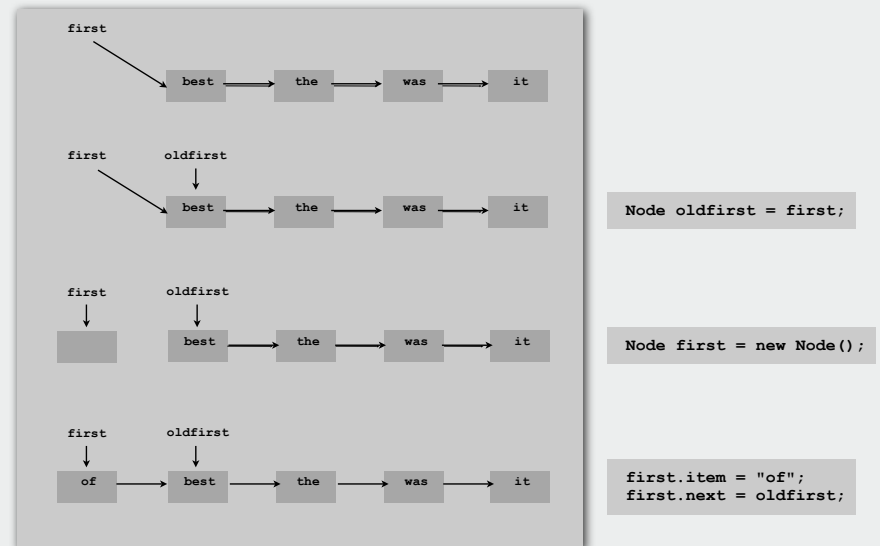 first
best the was it
first oldfirst
best the was it
Node oldfirst = first;
first oldfirst
best the was it
Node first = new Node();
first oldfirst
of best the was it
first.item = "of";
first.next = oldfirst;